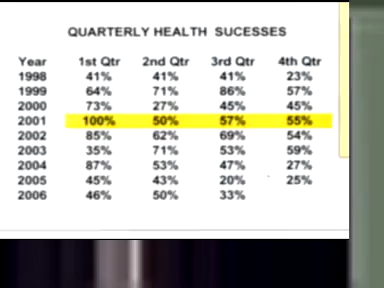 QUARTERLY HEALTH SUCESSES
Year 1st Qtr 2nd Qtr 3rd Qtr 4th Qtr
1998 41% 41% 41% 23%
1999 64% 71% 86% 57%
2000 73% 27% 45% 45%
2001 100% 50% 57% 55%
2002 85% 62% 69% 54%
2003 35% 71% 53% 59%
2004 87% 53% 47% 27%
2005 45% 43% 20% 25%
2006 46% 50% 33%